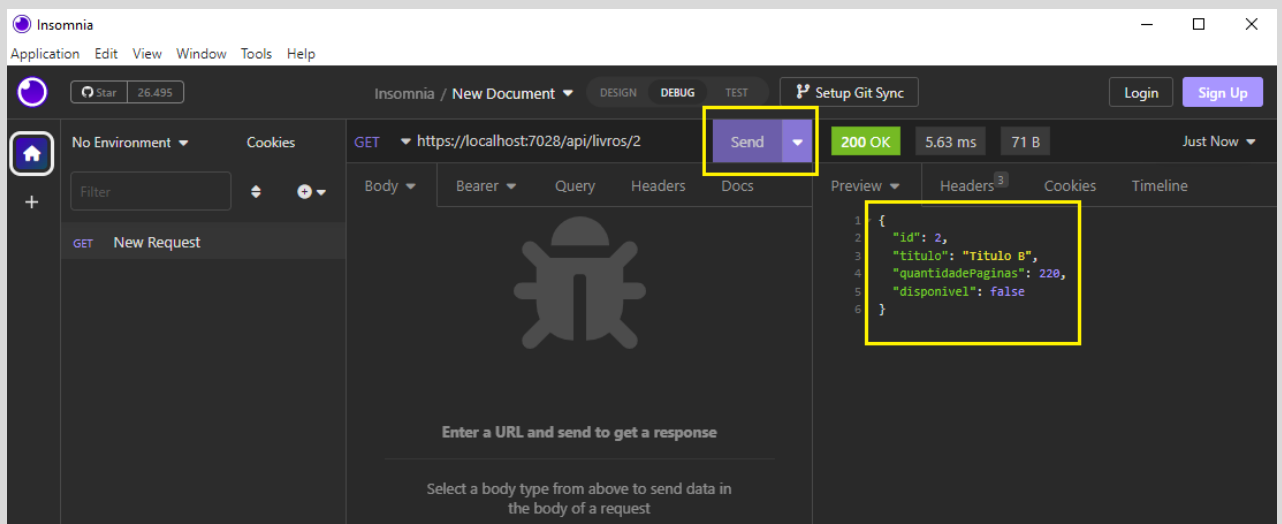 Insomnia
Application Edit View Window Tools Help
Star 26.495
Insomnia / New Document
DESIGN DEBUG TEST
Setup Git Sync
Login
Sign Up
No Environment
Cookies
GET https://localhost:7028/api/livros/2
Send
200 OK
5.63 ms
71 B
Just Now
Filter
Body Bearer Query Headers Docs
Preview Headers 3 Cookies Timeline
GET New Request
1 {
2 "id": 2,
3 "titulo": "Titulo B",
4 "quantidadePaginas": 220,
5 "disponivel": false
6 }
Enter a URL and send to get a response
Select a body type from above to send data in
the body of a request